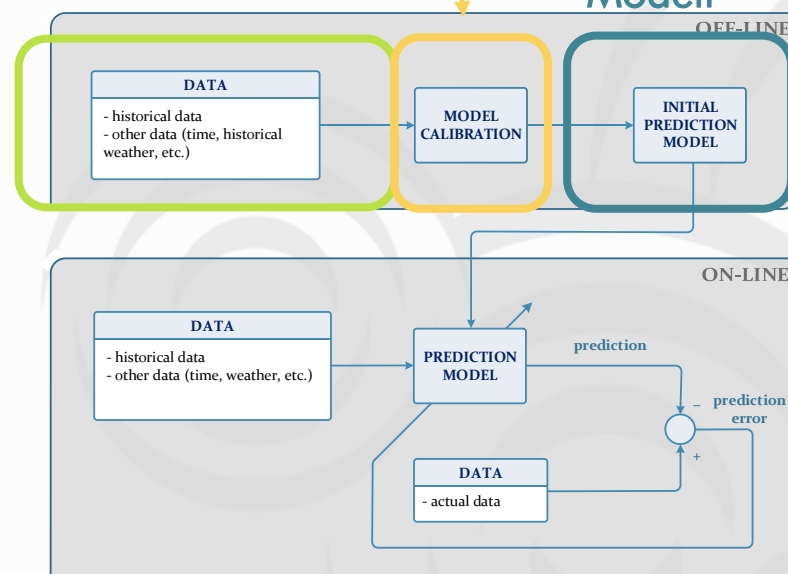 Modell
OFF-LINE
DATA
- historical data
- other data (time, historical
weather, etc.)
MODEL
CALIBRATION
INITIAL
PREDICTION
MODEL
ON-LINE
DATA
- historical data
- other data (time, weather, etc.)
PREDICTION
MODEL
prediction
−
prediction
error
+
DATA
- actual data